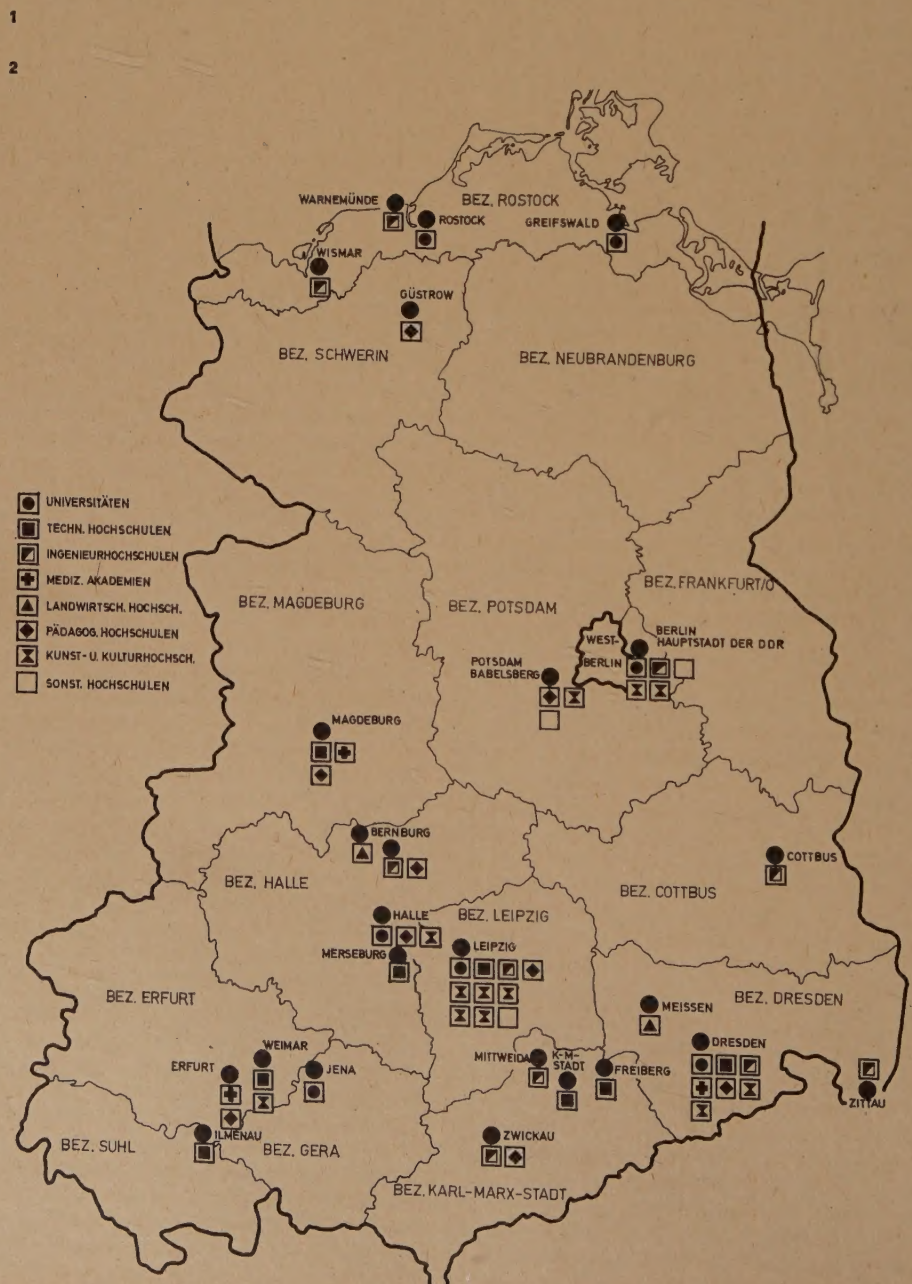 1
2
WARNEMÜNDE
BEZ. ROSTOCK
ROSTOCK
GREIFSWALD
WISMAR
GÜSTROW
BEZ. SCHWERIN
BEZ. NEUBRANDENBURG
UNIVERSITÄTEN
TECHN. HOCHSCHULEN
INGENIEURHOCHSCHULEN
MEDIZ. AKADEMIEN
LANDWIRTSCH. HOCHSCH.
PÄDAGOG. HOCHSCHULEN
KUNST- U. KULTURHOCHSCH.
SONST. HOCHSCHULEN
BEZ. FRANKFURT/O
BEZ. MAGDEBURG
BEZ. POTSDAM
WEST-
BERLIN
BERLIN
HAUPTSTADT DER DDR
POTSDAM
BABELSBERG
MAGDEBURG
BERNBURG
COTTBUS
BEZ. HALLE
BEZ. COTTBUS
HALLE
BEZ. LEIPZIG
MERSEBURG
LEIPZIG
BEZ. ERFURT
BEZ. DRESDEN
MEISSEN
DRESDEN
WEIMAR
ERFURT
JENA
MITTWEIDA
K-M-
STADT
FREIBERG
ZITTAU
ILMENAU
BEZ. SUHL
BEZ. GERA
ZWICKAU
BEZ. KARL-MARX-STADT